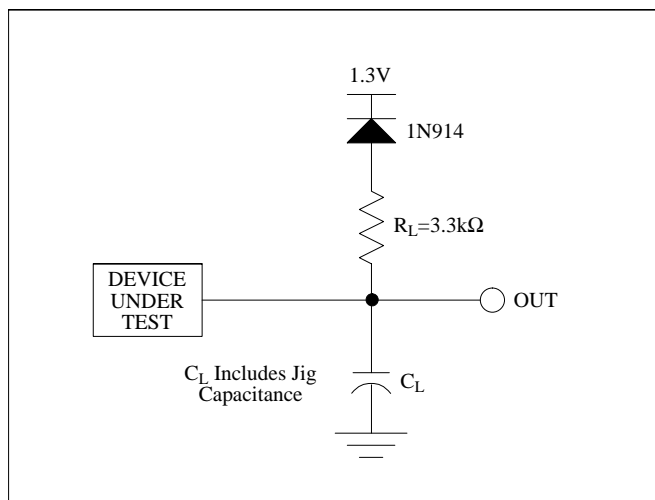 1.3V
1N914
R_L=3.3kΩ
DEVICE
UNDER
TEST
OUT
C_L Includes Jig
Capacitance
C_L